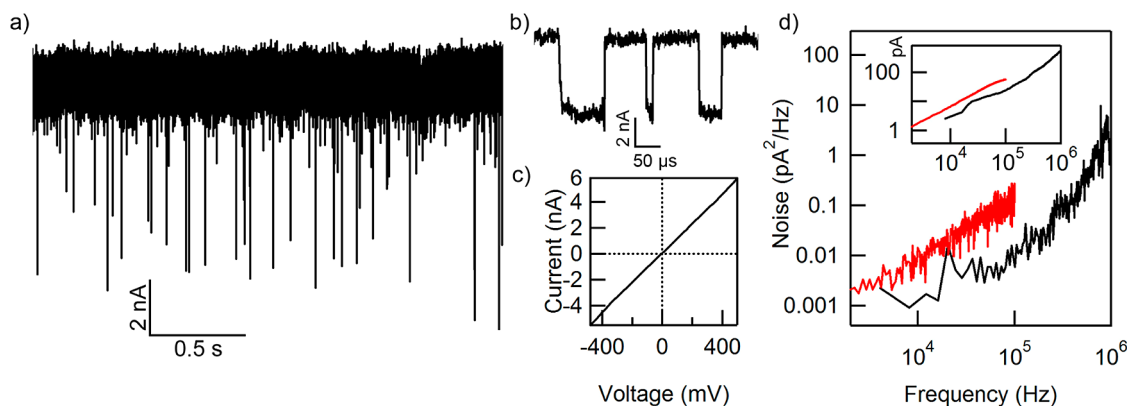 a)
2 nA
0.5 s
b)
2 nA
50 µs
c)
Current (nA)
6
4
2
0
-2
-4
-400 0 400
Voltage (mV)
d)
Noise (pA²/Hz)
100
10
1
0.1
0.01
0.001
10⁴ 10⁵ 10⁶
Frequency (Hz)
pA
100
1
10⁴ 10⁵ 10⁶